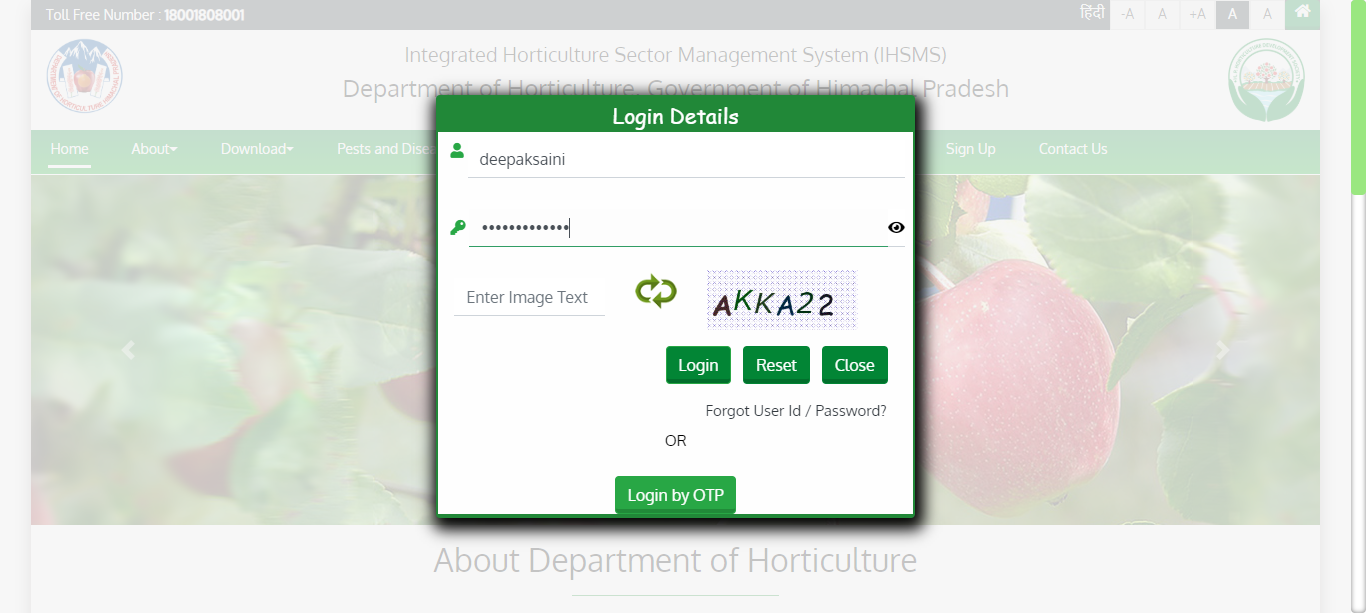 Toll Free Number : 18001808001
हिंदी -A A +A A A
Integrated Horticulture Sector Management System (IHSMS)
Department of Horticulture, Government of Himachal Pradesh
Login Details
Home About Download Pests and Disea Sign Up Contact Us
deepaksaini
•••••••••••••
Enter Image Text
AKKA22
Login Reset Close
Forgot User Id / Password?
OR
Login by OTP
About Department of Horticulture